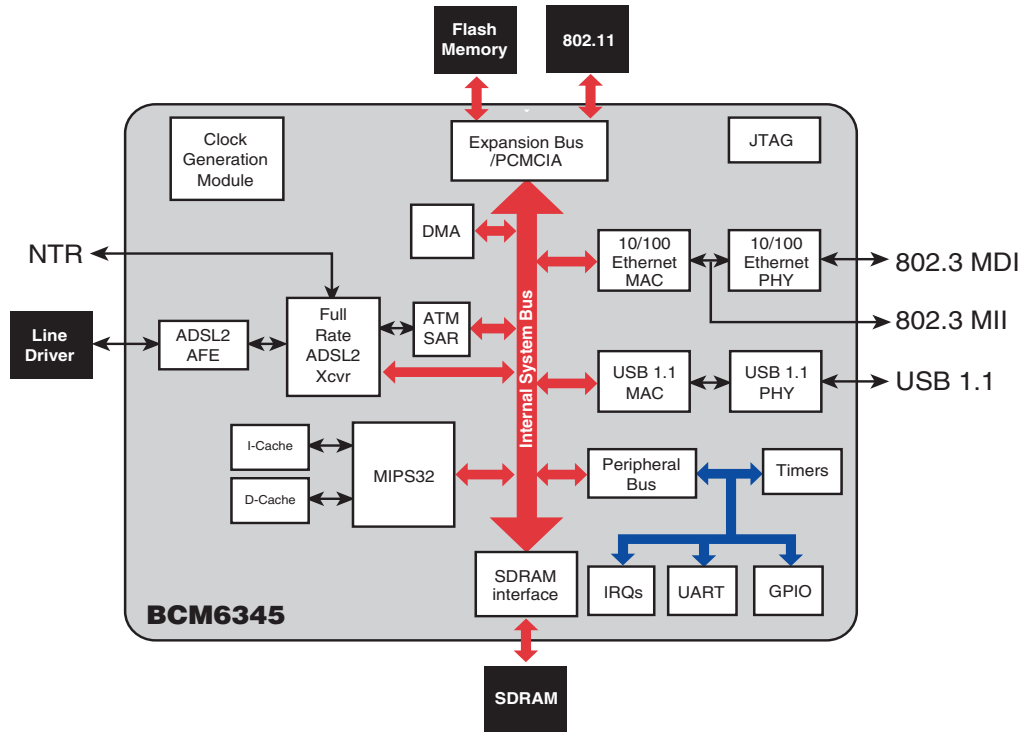 Flash
Memory
802.11
Clock
Generation
Module
Expansion Bus
/PCMCIA
JTAG
DMA
10/100
Ethernet
MAC
10/100
Ethernet
PHY
NTR
802.3 MDI
Full
Rate
ADSL2
Xcvr
ATM
SAR
802.3 MII
Line
Driver
ADSL2
AFE
Internal System Bus
USB 1.1
MAC
USB 1.1
PHY
USB 1.1
I-Cache
D-Cache
MIPS32
Peripheral
Bus
Timers
SDRAM
interface
IRQs
UART
GPIO
BCM6345
SDRAM